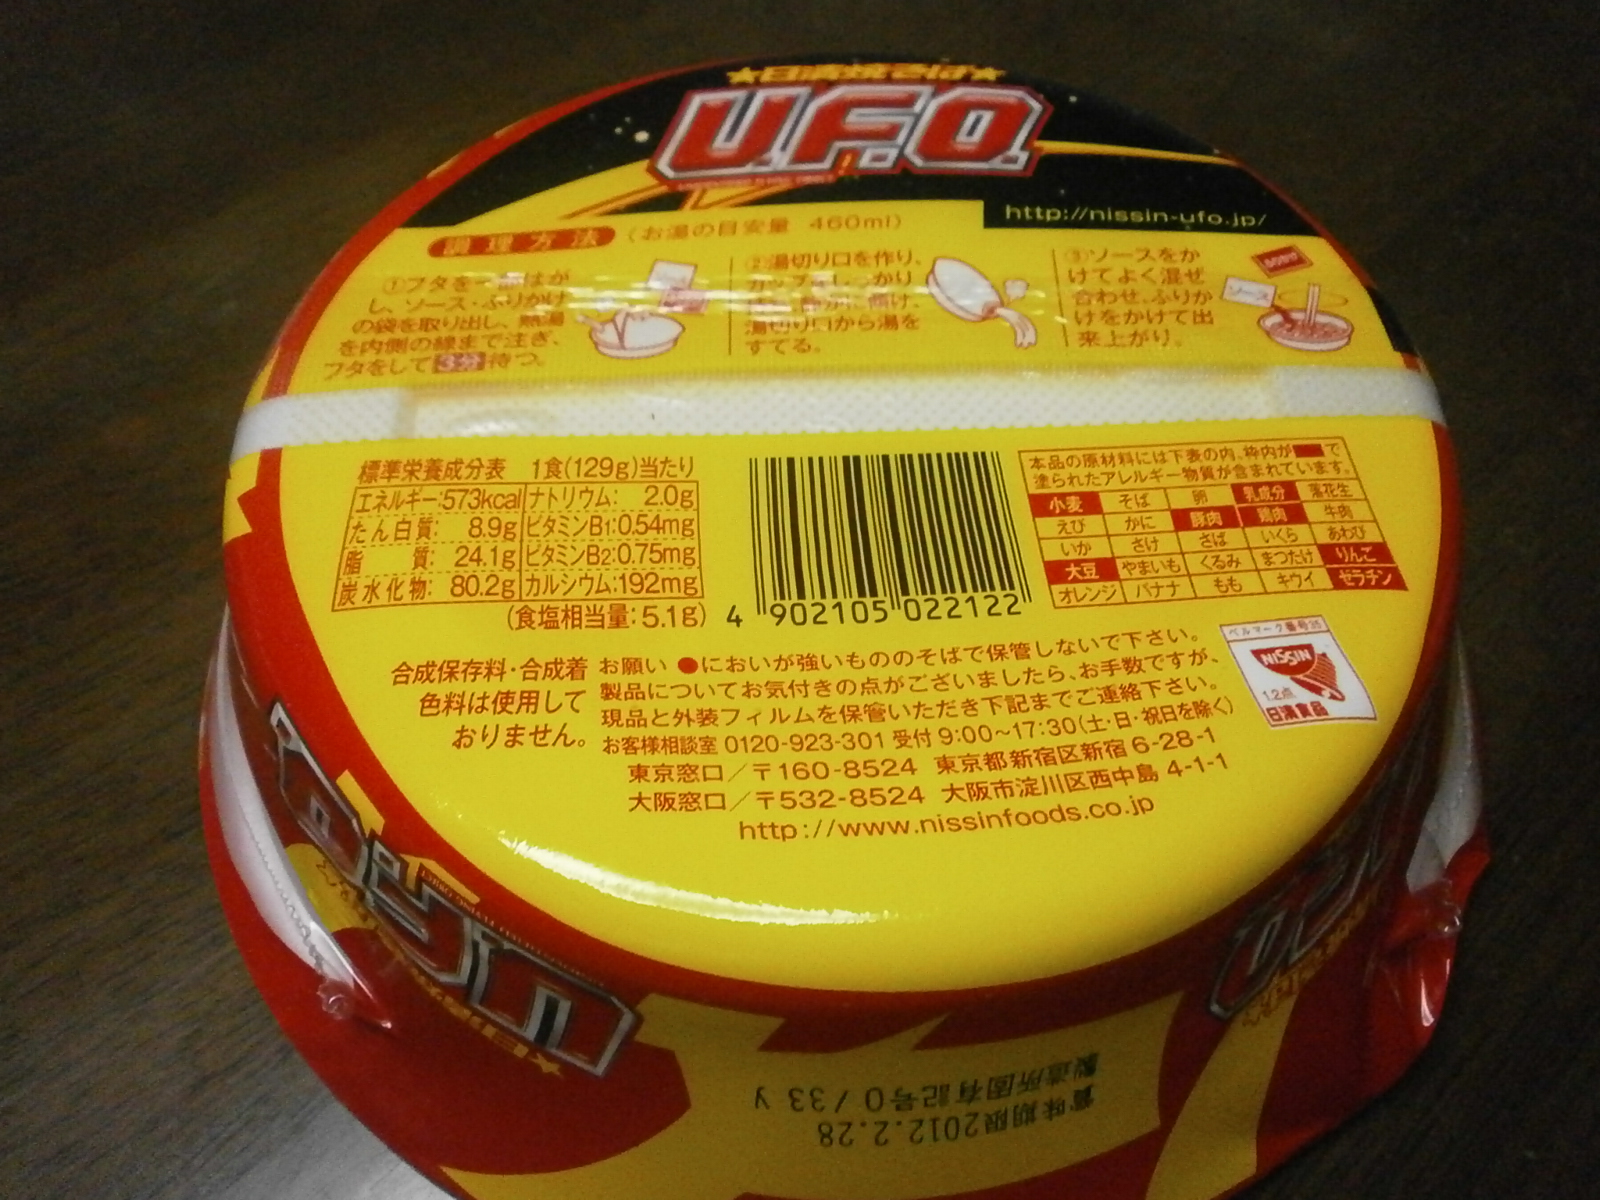 ★日清焼そば★
U.F.O.
http://nissin-ufo.jp/
調理方法 (お湯の目安量 460ml)
①フタを一部はが
し、ソース・ふりかけ
の袋を取り出し、熱湯
を内側の線まで注ぎ、
フタをして3分待つ。
②湯切り口を作り、
カップをしっかり
傾け、
湯切り口から湯を
すてる。
③ソースをか
けてよく混ぜ
合わせ、ふりか
けをかけて出
来上がり。
ソース
標準栄養成分表 1食(129g)当たり
エネルギー:573kcal ナトリウム: 2.0g
たん白質: 8.9g ビタミンB1:0.54mg
脂質: 24.1g ビタミンB2:0.75mg
炭水化物: 80.2g カルシウム:192mg
(食塩相当量:5.1g)
4 902105 022122
本品の原材料には下表の内、枠内が■で
塗られたアレルギー物質が含まれています。
小麦 そば 卵 乳成分 落花生
えび かに 豚肉 鶏肉 牛肉
いか さけ さば いくら あわび
大豆 やまいも くるみ まつたけ りんご
オレンジ バナナ もも キウイ ゼラチン
合成保存料・合成着
色料は使用して
おりません。
お願い ●においが強いもののそばで保管しないで下さい。
製品についてお気付きの点がございましたら、お手数ですが、
現品と外装フィルムを保管いただき下記までご連絡下さい。
お客様相談室 0120-923-301 受付 9:00~17:30(土・日・祝日を除く)
東京窓口/〒160-8524 東京都新宿区新宿 6-28-1
大阪窓口/〒532-8524 大阪市淀川区西中島 4-1-1
http://www.nissinfoods.co.jp
ベルマーク番号35
NISSIN
1.2点
日清食品
U.F.O.
賞味期限2012.2.28
製造所固有記号O/33 Y